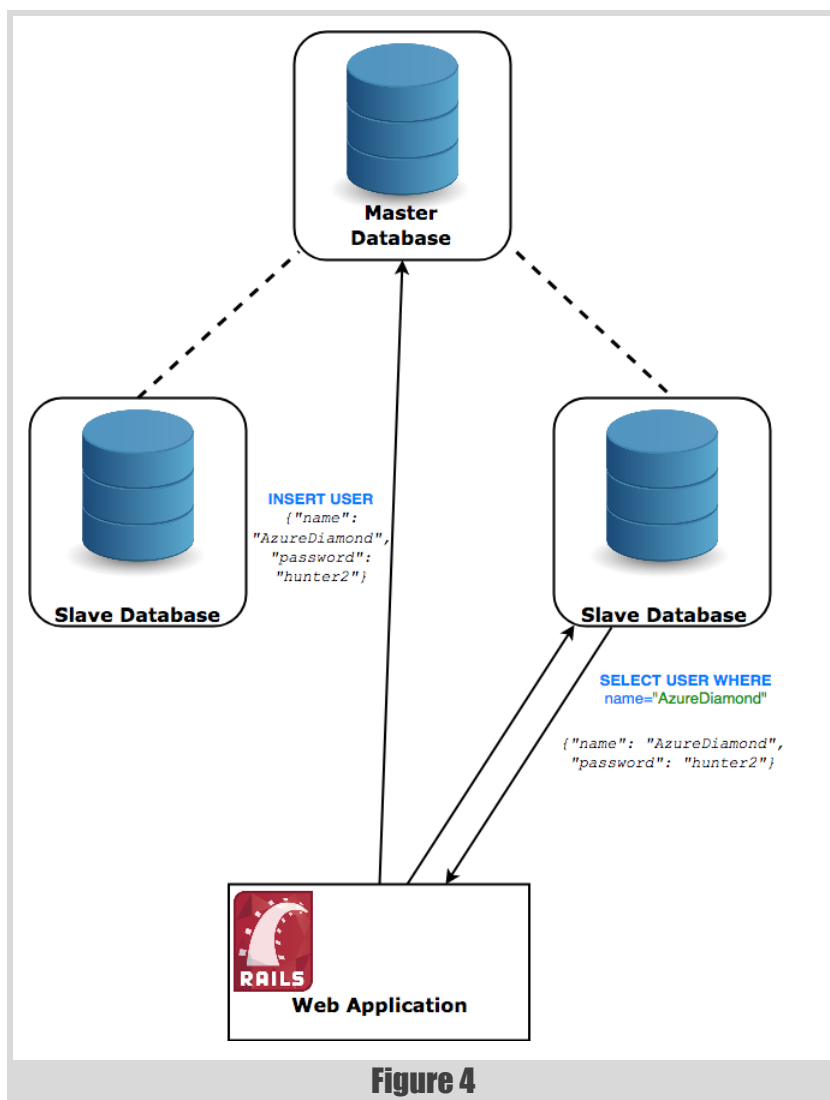 Master
Database
Slave Database
INSERT USER
{"name":
"AzureDiamond",
"password":
"hunter2"}
Slave Database
SELECT USER WHERE
name="AzureDiamond"
{"name": "AzureDiamond",
"password": "hunter2"}
RAILS
Web Application
Figure 4